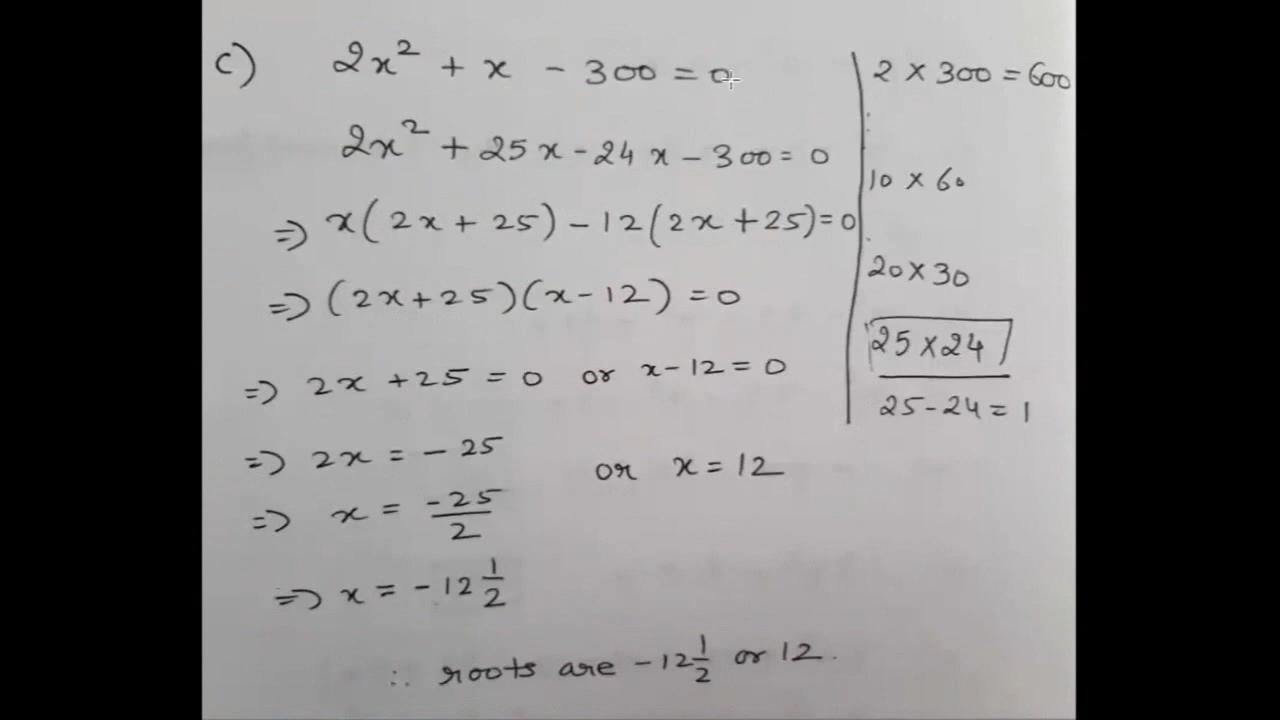 c) 2x² + x - 300 = 0
2x² + 25x - 24x - 300 = 0
⇒ x(2x + 25) - 12(2x + 25) = 0
⇒ (2x + 25)(x - 12) = 0
⇒ 2x + 25 = 0 or x - 12 = 0
⇒ 2x = - 25 or x = 12
⇒ x = -25/2
⇒ x = - 12 1/2
∴ roots are - 12 1/2 or 12.
2 × 300 = 600
10 × 60
20 × 30
25 × 24
25 - 24 = 1